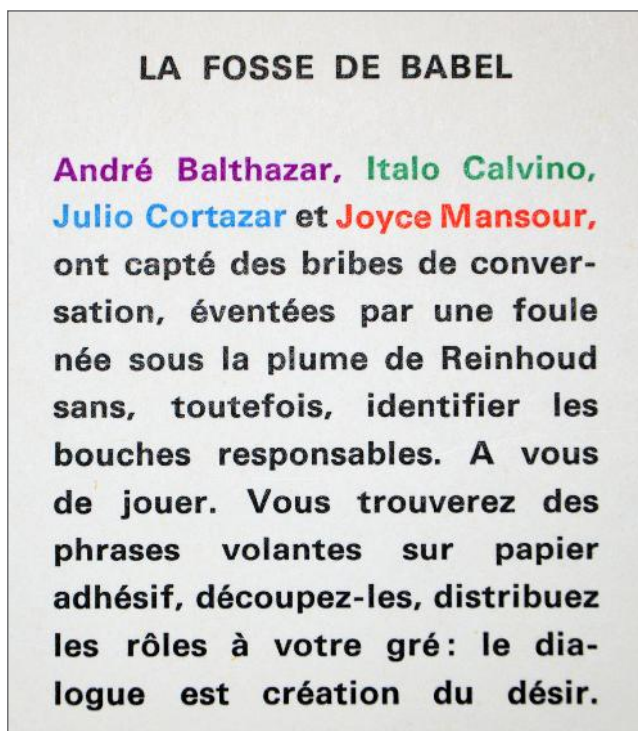 LA FOSSE DE BABEL
André Balthazar, Italo Calvino,
Julio Cortazar et Joyce Mansour,
ont capté des bribes de conver-
sation, éventées par une foule
née sous la plume de Reinhoud
sans, toutefois, identifier les
bouches responsables. A vous
de jouer. Vous trouverez des
phrases volantes sur papier
adhésif, découpez-les, distribuez
les rôles à votre gré: le dia-
logue est création du désir.